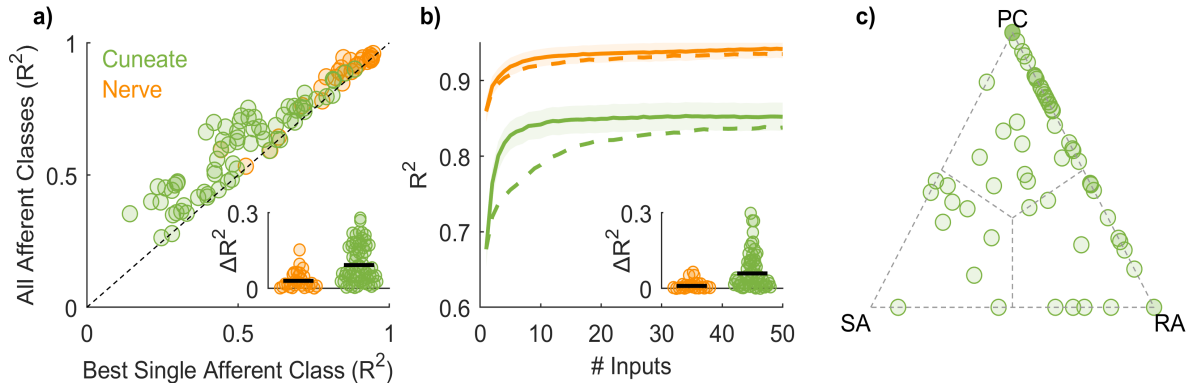 a)
All Afferent Classes (R²)
1
0.5
0
0
0.5
1
Best Single Afferent Class (R²)
Cuneate
Nerve
ΔR²
0.3
0
b)
R²
0.9
0.8
0.7
0.6
0
10
20
30
40
50
# Inputs
ΔR²
0.3
0
c)
PC
SA
RA